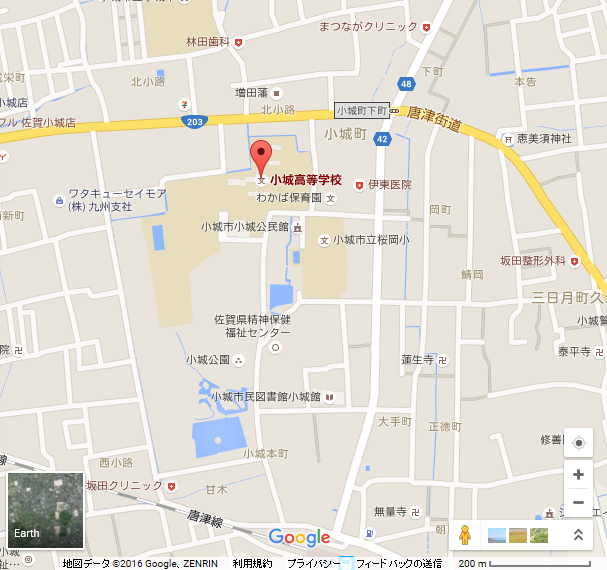 まつながクリニック
林田歯科
下町
北小路
本告
増田藩
48
小城町下町
北小路
唐津街道
フル 佐賀小城店
203
小城町
42
恵美須神社
小城高等学校
伊東医院
わかば保育園
ワタキューセイモア
(株) 九州支社
西新町
岡町
小城市小城公民館
小城市立桜岡小
坂田整形外科
鯖岡
三日月町久
佐賀県精神保健
福祉センター
小城警
小城公園
蓮生寺
泰平寺
小城市民図書館小城館
大手町
正徳町
小城本町
修善
西小路
坂田クリニック
甘木
唐津線
無量寺
朝
Earth
小城
Google
地図データ ©2016 Google、ZENRIN
利用規約
プライバシー
フィードバックの送信
200 m